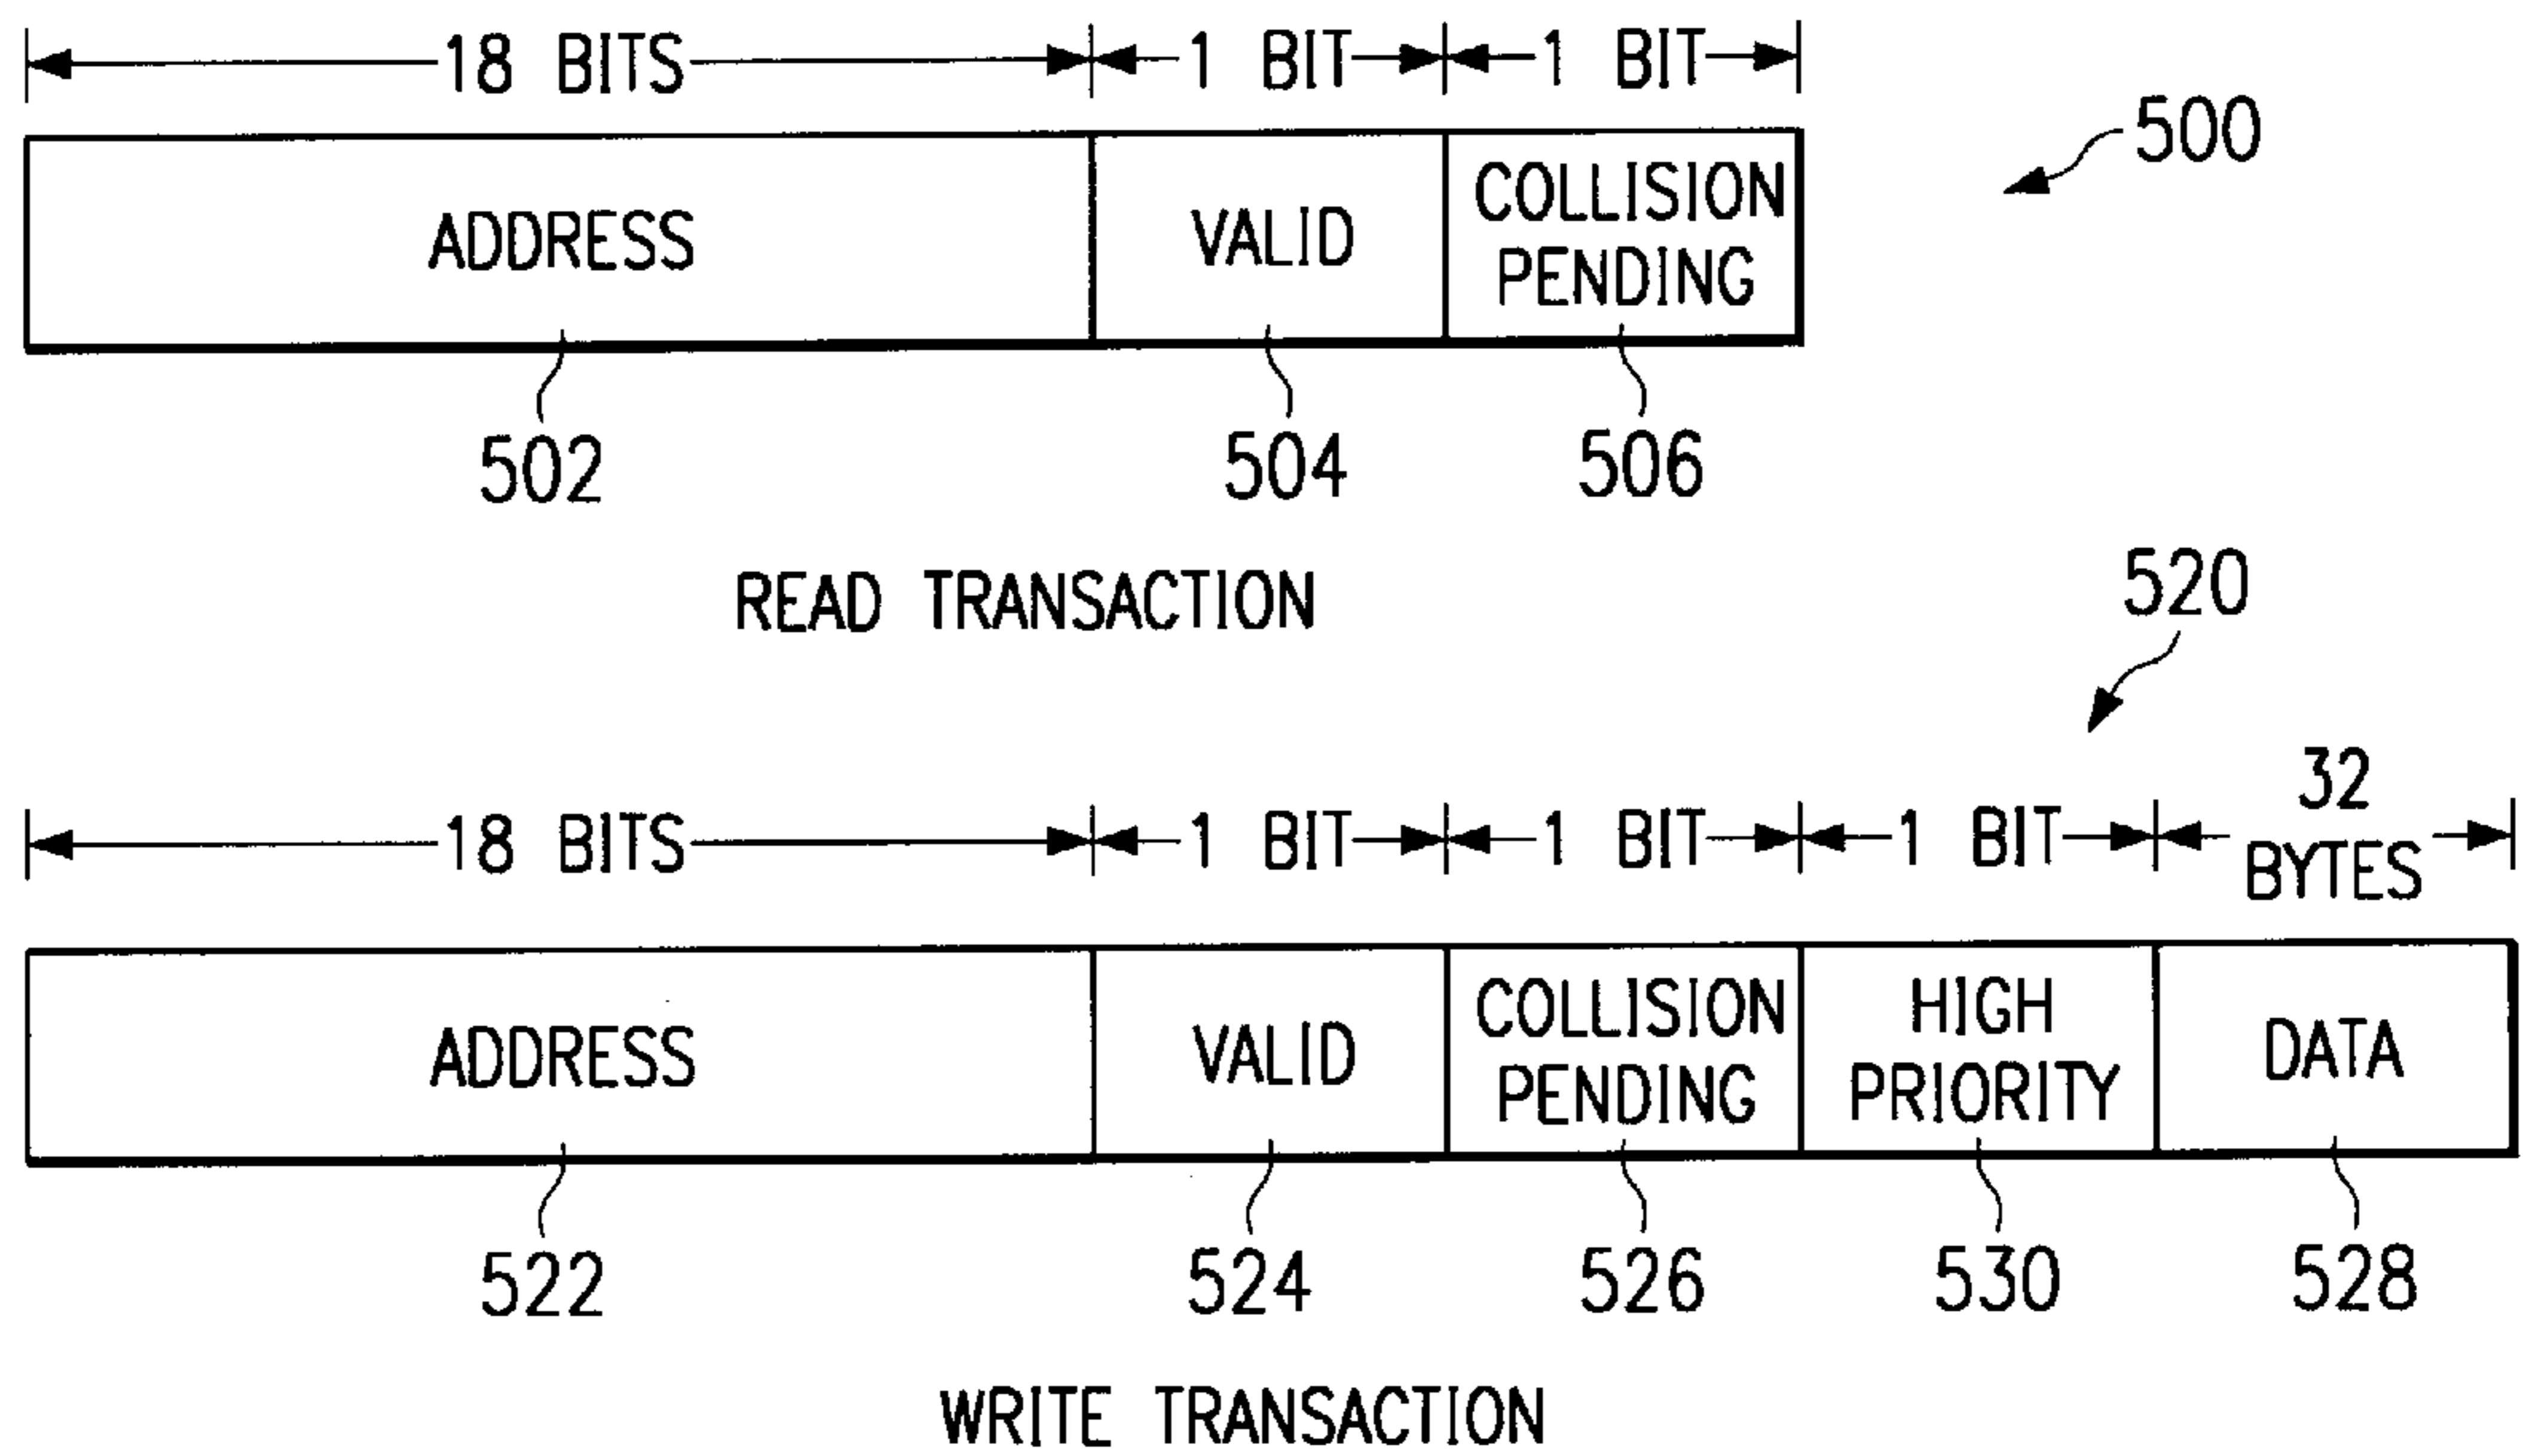 18 BITS 1 BIT 1 BIT
500
ADDRESS VALID COLLISION PENDING
502 504 506
READ TRANSACTION
520
18 BITS 1 BIT 1 BIT 1 BIT 32 BYTES
ADDRESS VALID COLLISION PENDING HIGH PRIORITY DATA
522 524 526 530 528
WRITE TRANSACTION